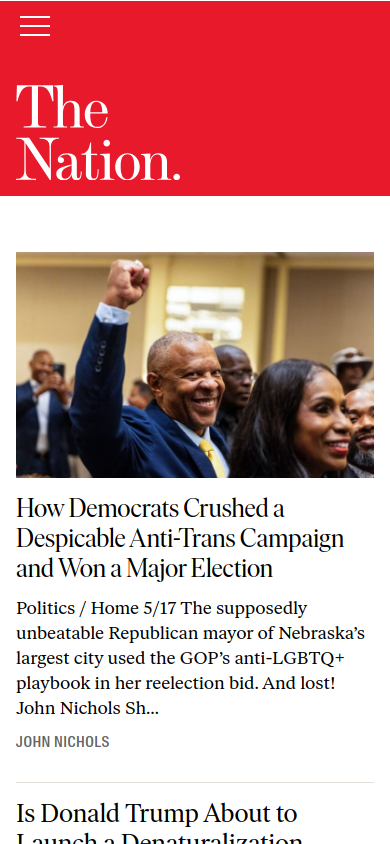 The
Nation.
How Democrats Crushed a
Despicable Anti-Trans Campaign
and Won a Major Election
Politics / Home 5/17 The supposedly
unbeatable Republican mayor of Nebraska’s
largest city used the GOP’s anti-LGBTQ+
playbook in her reelection bid. And lost!
John Nichols Sh...
JOHN NICHOLS
Is Donald Trump About to
Launch a Denaturalization